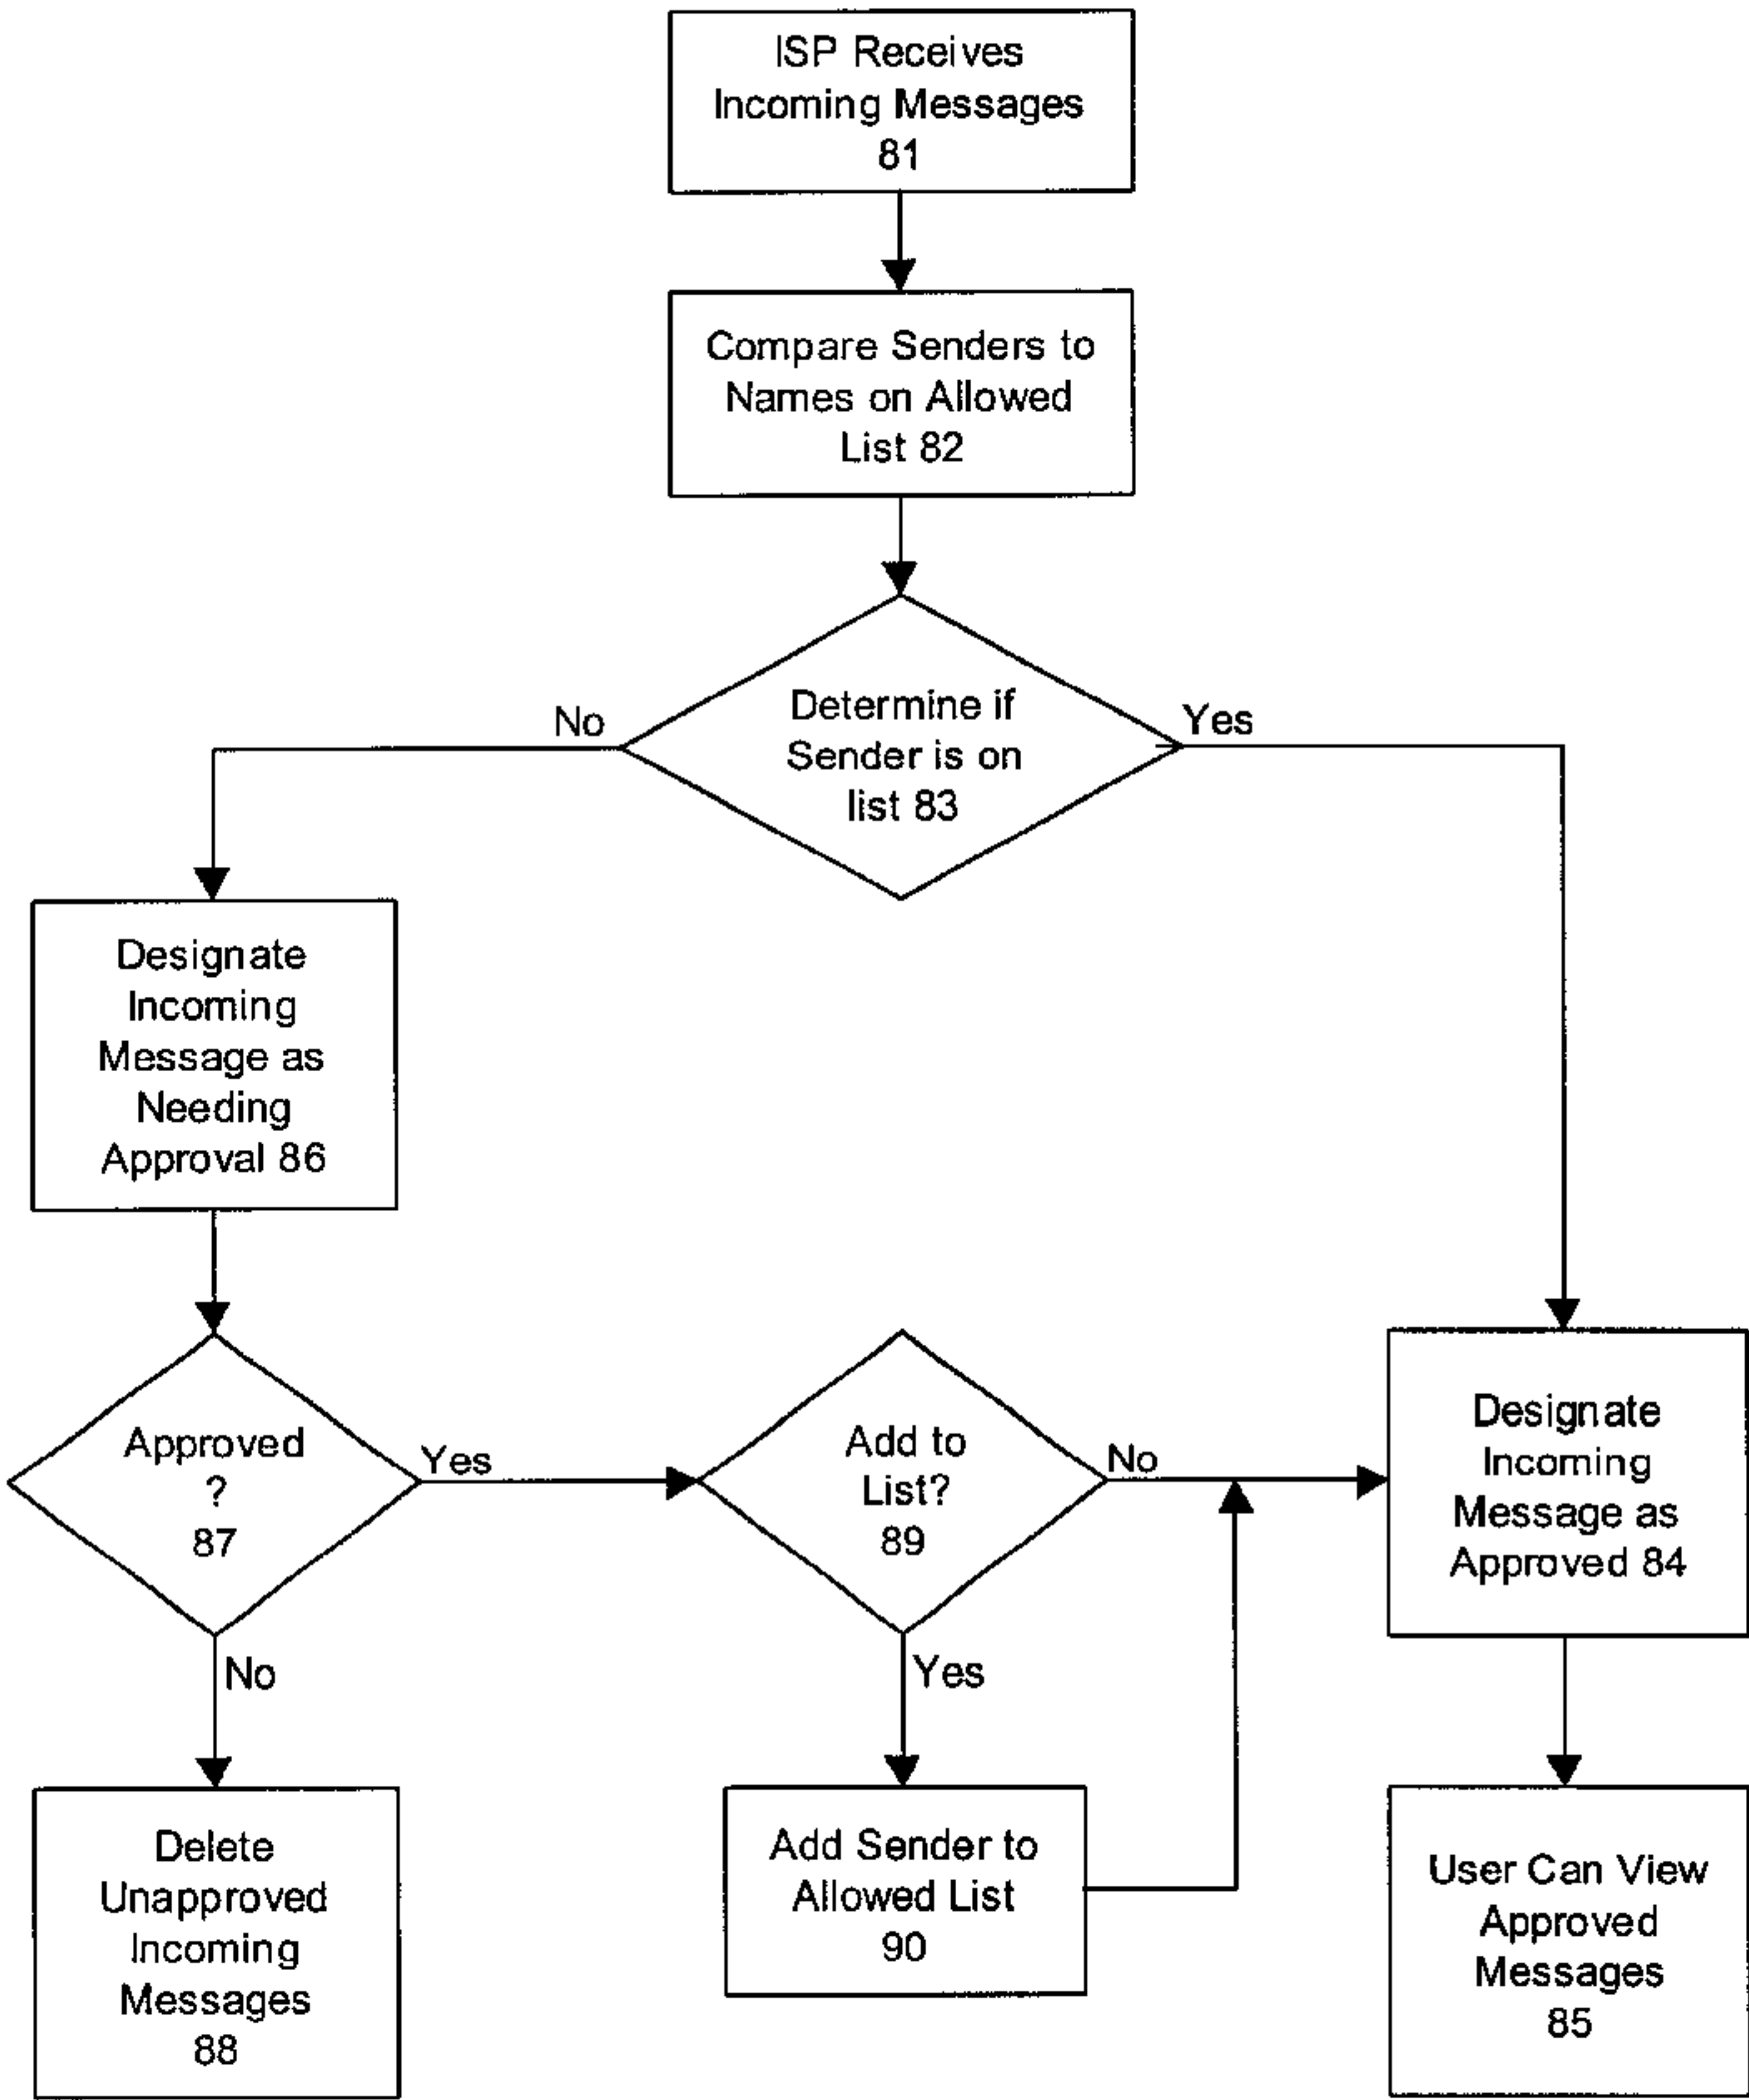 ISP Receives
Incoming Messages
81
Compare Senders to
Names on Allowed
List 82
Determine if
Sender is on
list 83
No
Yes
Designate
Incoming
Message as
Needing
Approval 86
Approved
?
87
Yes
No
Add to
List?
89
No
Yes
Designate
Incoming
Message as
Approved 84
Delete
Unapproved
Incoming
Messages
88
Add Sender to
Allowed List
90
User Can View
Approved
Messages
85